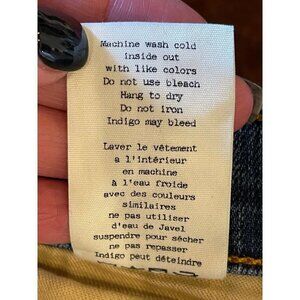 Machine wash cold
inside out
with like colors
Do not use bleach
Hang to dry
Do not iron
Indigo may bleed
Laver le vêtement
a l'intérieur
en machine
à l'eau froide
avec des couleurs
similaires
ne pas utiliser
d'eau de Javel
suspendre pour sécher
ne pas repasser
Indigo peut déteindre